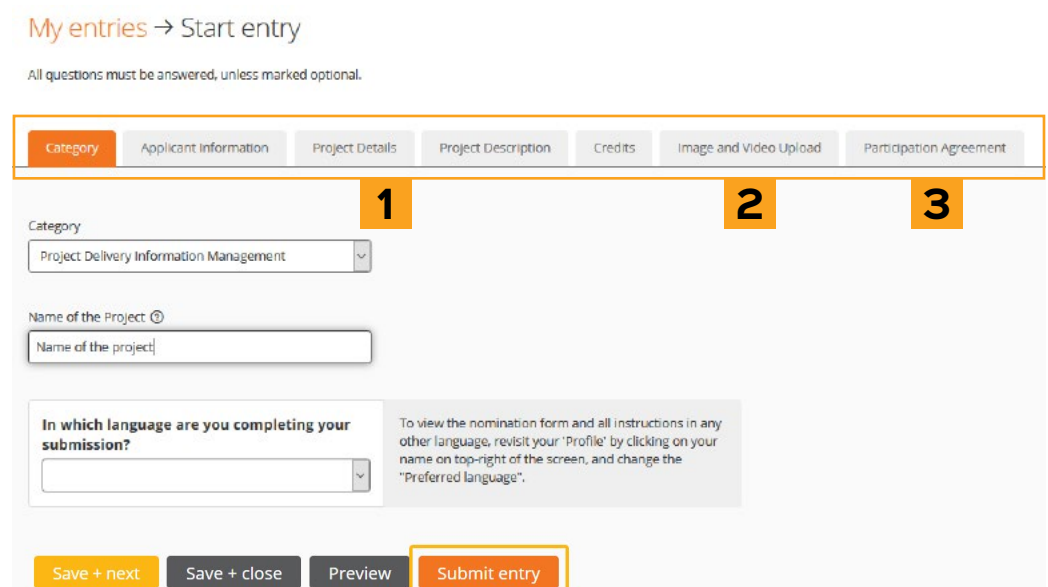 My entries → Start entry
All questions must be answered, unless marked optional.
Category Applicant Information Project Details Project Description Credits Image and Video Upload Participation Agreement
1 2 3
Category
Project Delivery Information Management
Name of the Project ?
Name of the project
In which language are you completing your
submission?
To view the nomination form and all instructions in any
other language, revisit your 'Profile' by clicking on your
name on top-right of the screen, and change the
"Preferred language".
Save + next Save + close Preview Submit entry